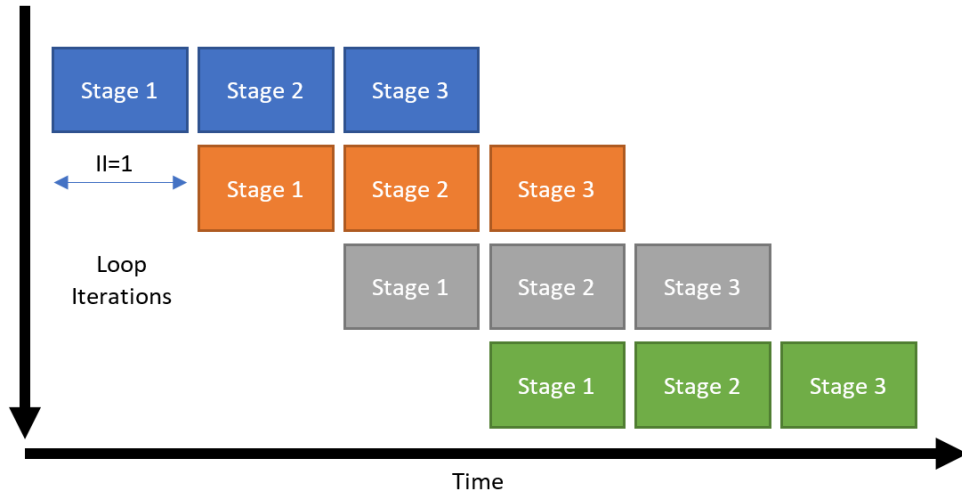 Stage 1 Stage 2 Stage 3
II=1
Stage 1 Stage 2 Stage 3
Loop
Iterations
Stage 1 Stage 2 Stage 3
Stage 1 Stage 2 Stage 3
Time